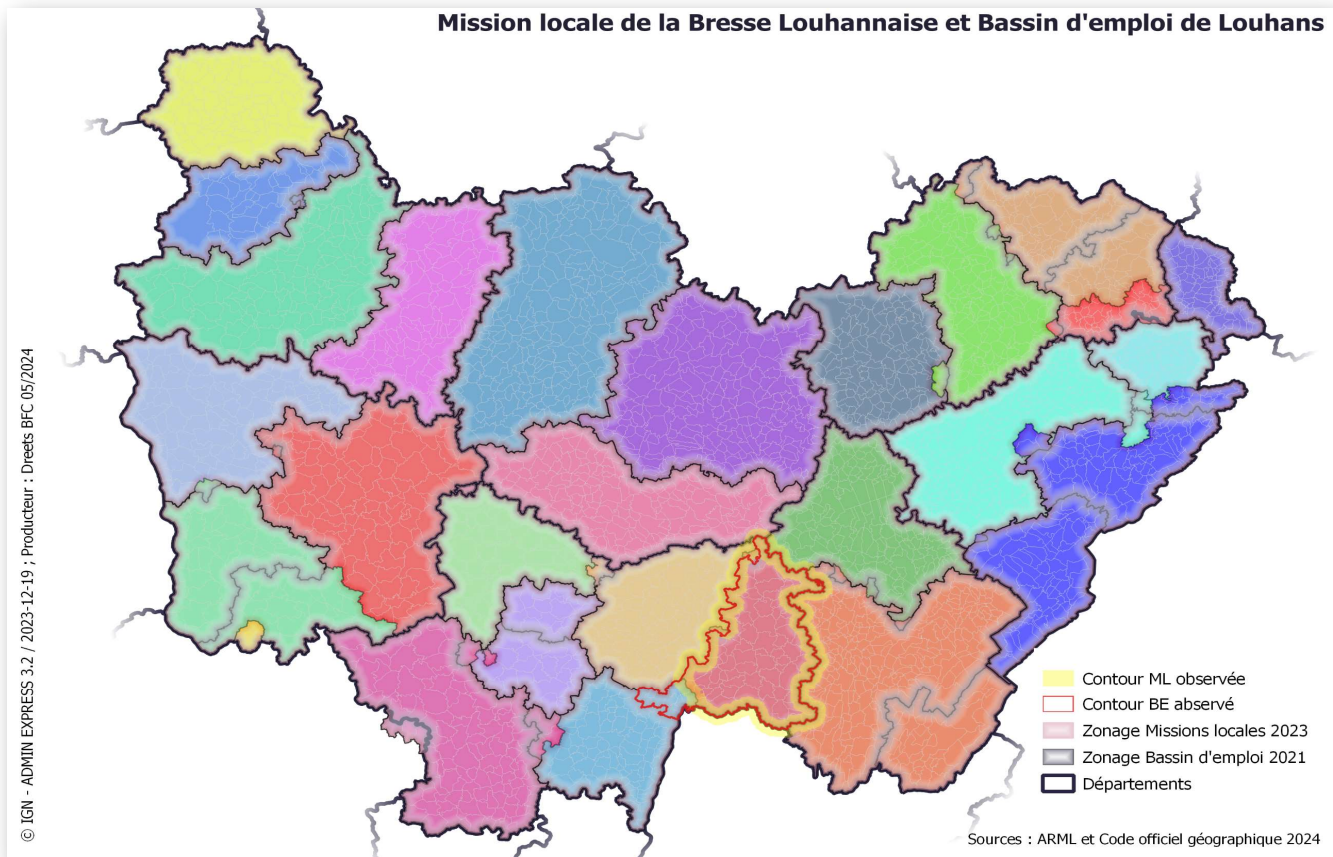 Mission locale de la Bresse Louhannaise et Bassin d'emploi de Louhans
© IGN - ADMIN EXPRESS 3.2 / 2023-12-19 ; Producteur : Dreets BFC 05/2024
Contour ML observée
Contour BE abservé
Zonage Missions locales 2023
Zonage Bassin d'emploi 2021
Départements
Sources : ARML et Code officiel géographique 2024